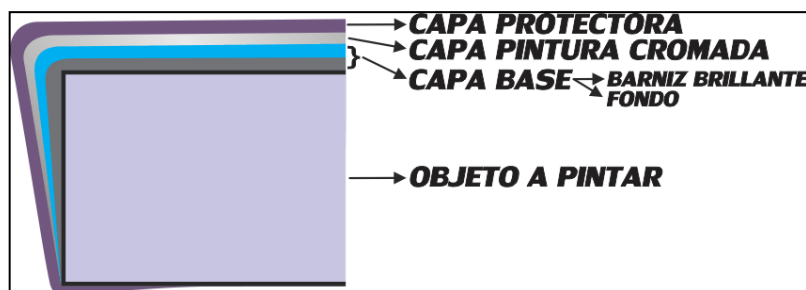 CAPA PROTECTORA
CAPA PINTURA CROMADA
CAPA BASE BARNIZ BRILLANTE
FONDO
OBJETO A PINTAR